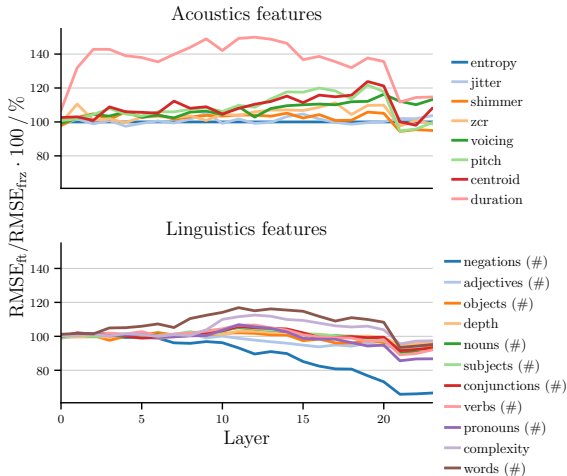 Acoustics features
140
120
100
80
entropy
jitter
shimmer
zcr
voicing
pitch
centroid
duration
RMSE_ft/RMSE_frz · 100 / %
Linguistics features
140
120
100
80
0
5
10
15
20
Layer
negations (#)
adjectives (#)
objects (#)
depth
nouns (#)
subjects (#)
conjunctions (#)
verbs (#)
pronouns (#)
complexity
words (#)